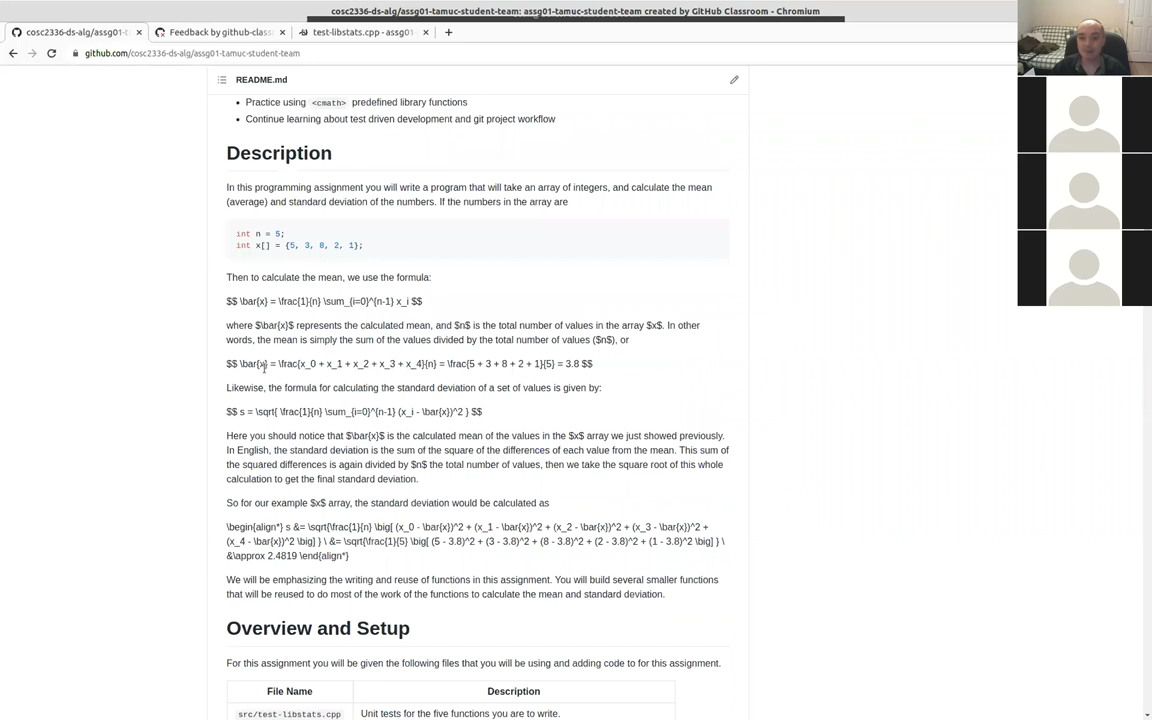 cosc2336-ds-alg/assg01-tamuc-student-team: assg01-tamuc-student-team created by GitHub Classroom - Chromium
cosc2336-ds-alg/assg01-t
Feedback by github-class
test-libstats.cpp - assg01
github.com/cosc2336-ds-alg/assg01-tamuc-student-team
README.md
Practice using <cmath> predefined library functions
Continue learning about test driven development and git project workflow
Description
In this programming assignment you will write a program that will take an array of integers, and calculate the mean
(average) and standard deviation of the numbers. If the numbers in the array are
int n = 5;
int x[] = {5, 3, 8, 2, 1};
Then to calculate the mean, we use the formula:
$$ \bar{x} = \frac{1}{n} \sum_{i=0}^{n-1} x_i $$
where $\bar{x}$ represents the calculated mean, and $n$ is the total number of values in the array $x$. In other
words, the mean is simply the sum of the values divided by the total number of values ($n$), or
$$ \bar{x} = \frac{x_0 + x_1 + x_2 + x_3 + x_4}{n} = \frac{5 + 3 + 8 + 2 + 1}{5} = 3.8 $$
Likewise, the formula for calculating the standard deviation of a set of values is given by:
$$ s = \sqrt{ \frac{1}{n} \sum_{i=0}^{n-1} (x_i - \bar{x})^2 } $$
Here you should notice that $\bar{x}$ is the calculated mean of the values in the $x$ array we just showed previously.
In English, the standard deviation is the sum of the square of the differences of each value from the mean. This sum of
the squared differences is again divided by $n$ the total number of values, then we take the square root of this whole
calculation to get the final standard deviation.
So for our example $x$ array, the standard deviation would be calculated as
\begin{align*} s &= \sqrt{\frac{1}{n} \big[ (x_0 - \bar{x})^2 + (x_1 - \bar{x})^2 + (x_2 - \bar{x})^2 + (x_3 - \bar{x})^2 +
(x_4 - \bar{x})^2 \big] } \ &= \sqrt{\frac{1}{5} \big[ (5 - 3.8)^2 + (3 - 3.8)^2 + (8 - 3.8)^2 + (2 - 3.8)^2 + (1 - 3.8)^2 \big] } \
&\approx 2.4819 \end{align*}
We will be emphasizing the writing and reuse of functions in this assignment. You will build several smaller functions
that will be reused to do most of the work of the functions to calculate the mean and standard deviation.
Overview and Setup
For this assignment you will be given the following files that you will be using and adding code to for this assignment.
File Name Description
src/test-libstats.cpp Unit tests for the five functions you are to write.